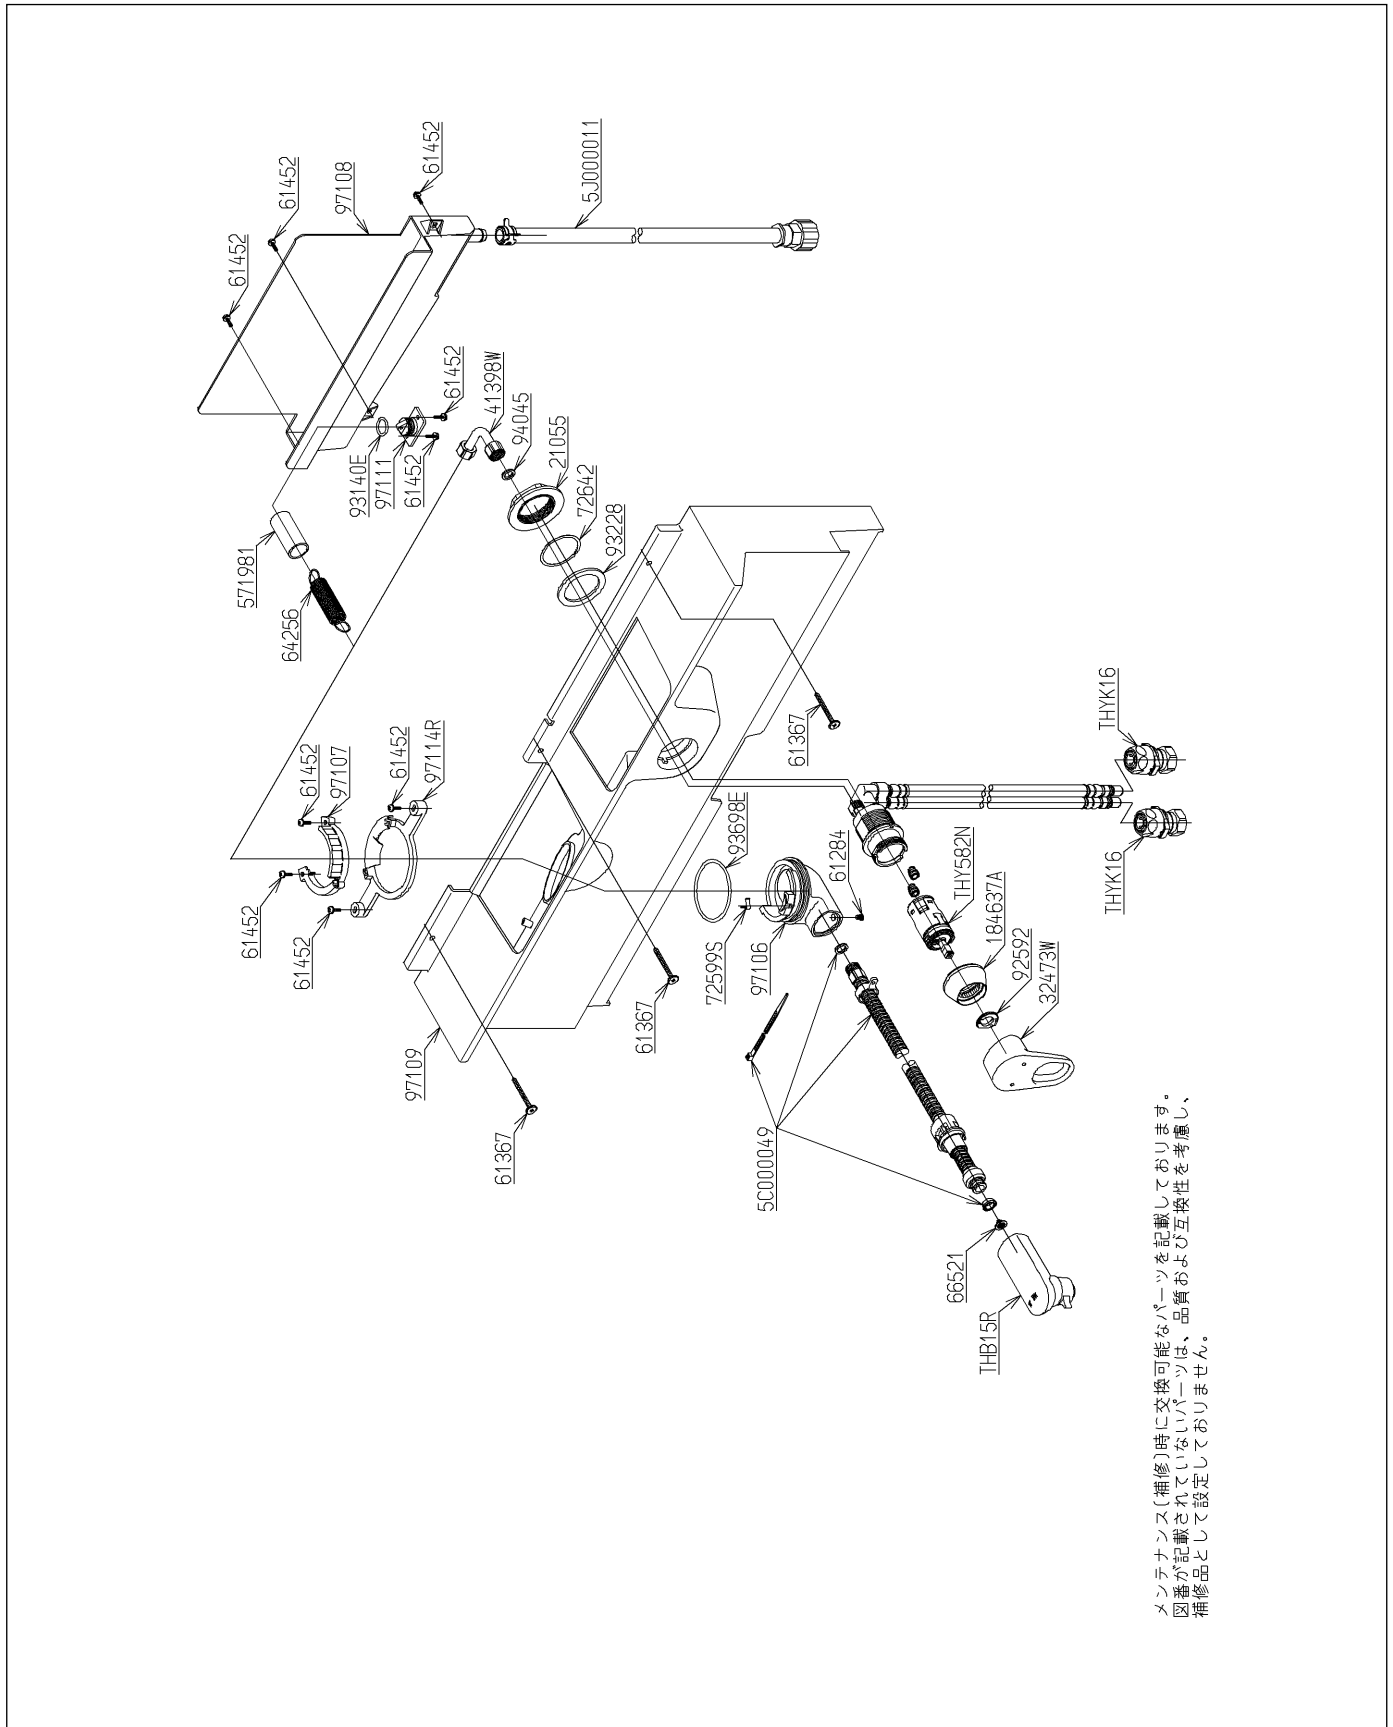 61452
5J000011
61452
97108
61452
61452
41398W
94045
21055
72642
93228
93140E
97111
61452
571981
64256
61452
97107
61452
97114R
61452
61452
61367
THYK16
THYK16
93698E
61284
THY582N
184637A
92592
32473W
72599S
97106
61367
97109
61367
5C000049
66521
THB15R
メンテナンス(補修)時に交換可能なパーツを記載しております。
図番が記載されていないパーツは、品質および互換性を考慮し、
補修品として設定しておりません。